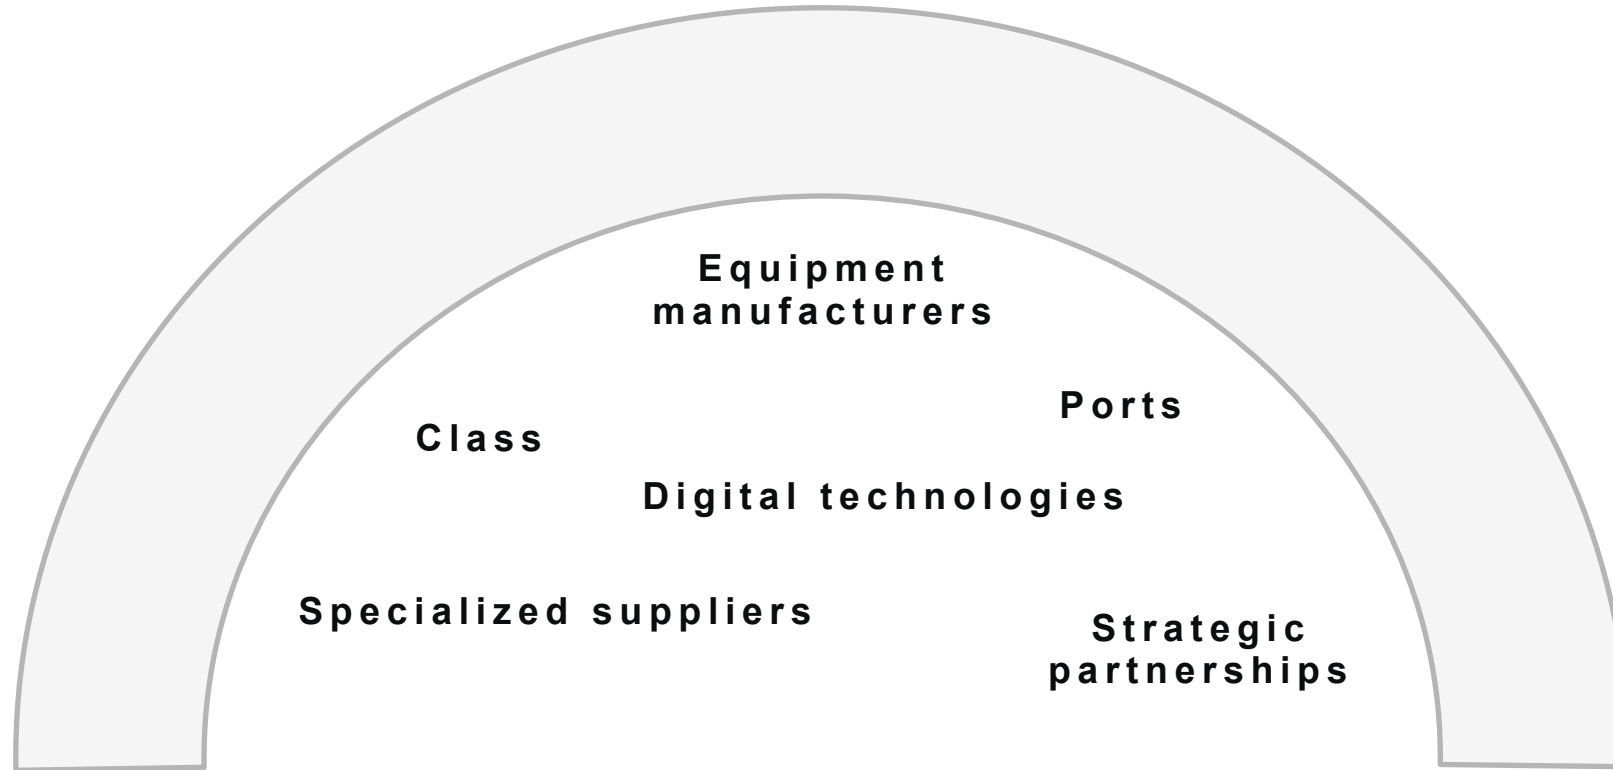 Equipment
manufacturers
Ports
Class
Digital technologies
Specialized suppliers
Strategic
partnerships